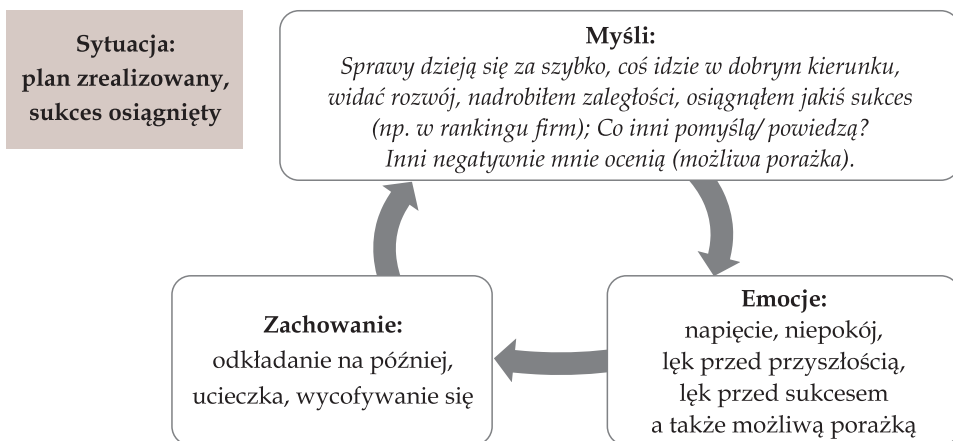 Sytuacja:
plan zrealizowany,
sukces osiągnięty
Myśli:
Sprawy dzieją się za szybko, coś idzie w dobrym kierunku,
widać rozwój, nadrobiłem zaległości, osiągnąłem jakiś sukces
(np. w rankingu firm); Co inni pomyślą/ powiedzą?
Inni negatywnie mnie ocenią (możliwa porażka).
Emocje:
napięcie, niepokój,
lęk przed przyszłością,
lęk przed sukcesem
a także możliwą porażką
Zachowanie:
odkładanie na później,
ucieczka, wycofywanie się